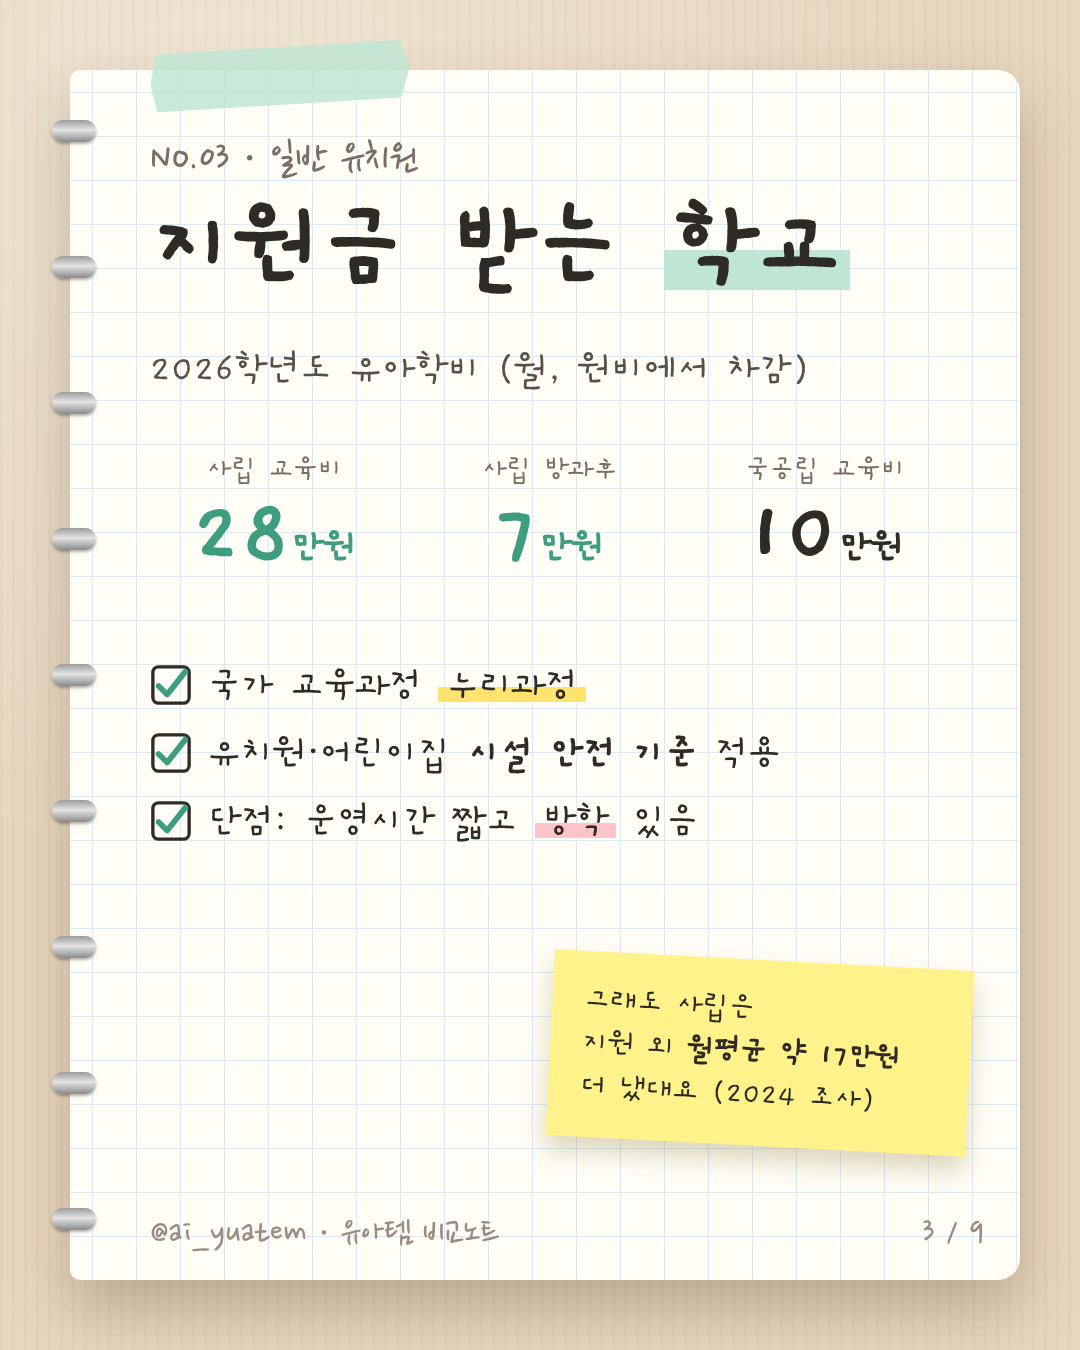 NO.03 · 일반 유치원
지원금 받는 학교
2026학년도 유아학비 (월, 원비에서 차감)
사립 교육비
28만원
사립 방과후
7만원
국공립 교육비
10만원
국가 교육과정 누리과정
유치원·어린이집 시설 안전 기준 적용
단점: 운영시간 짧고 방학 있음
그래도 사립은
지원 외 월평균 약 17만원
더 냈대요 (2024 조사)
@ai_yuatem · 유아템 비교노트
3 / 9